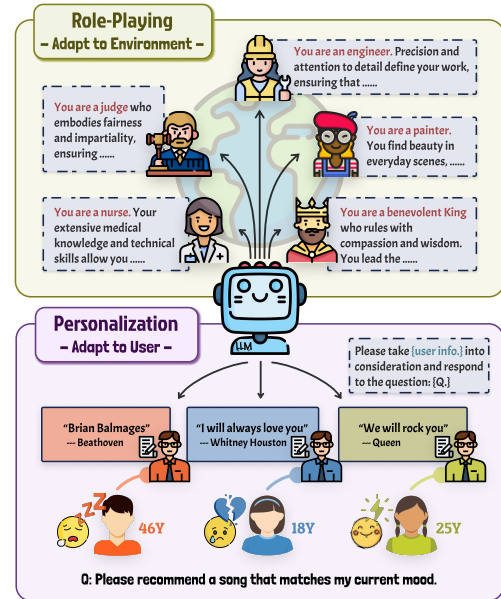 Role-Playing
– Adapt to Environment –
You are an engineer. Precision and
attention to detail define your work,
ensuring that ......
You are a judge who
embodies fairness
and impartiality,
ensuring ......
You are a painter.
You find beauty in
everyday scenes, ......
You are a nurse. Your
extensive medical
knowledge and technical
skills allow you ......
You are a benevolent King
who rules with
compassion and wisdom.
You lead the ......
LLM
Personalization
– Adapt to User –
Please take {user info.} into
consideration and respond
to the question: {Q.}
“Brian Balmages”
--- Beathoven
“I will always love you”
--- Whitney Houston
“We will rock you”
--- Queen
46Y
18Y
25Y
Q: Please recommend a song that matches my current mood.